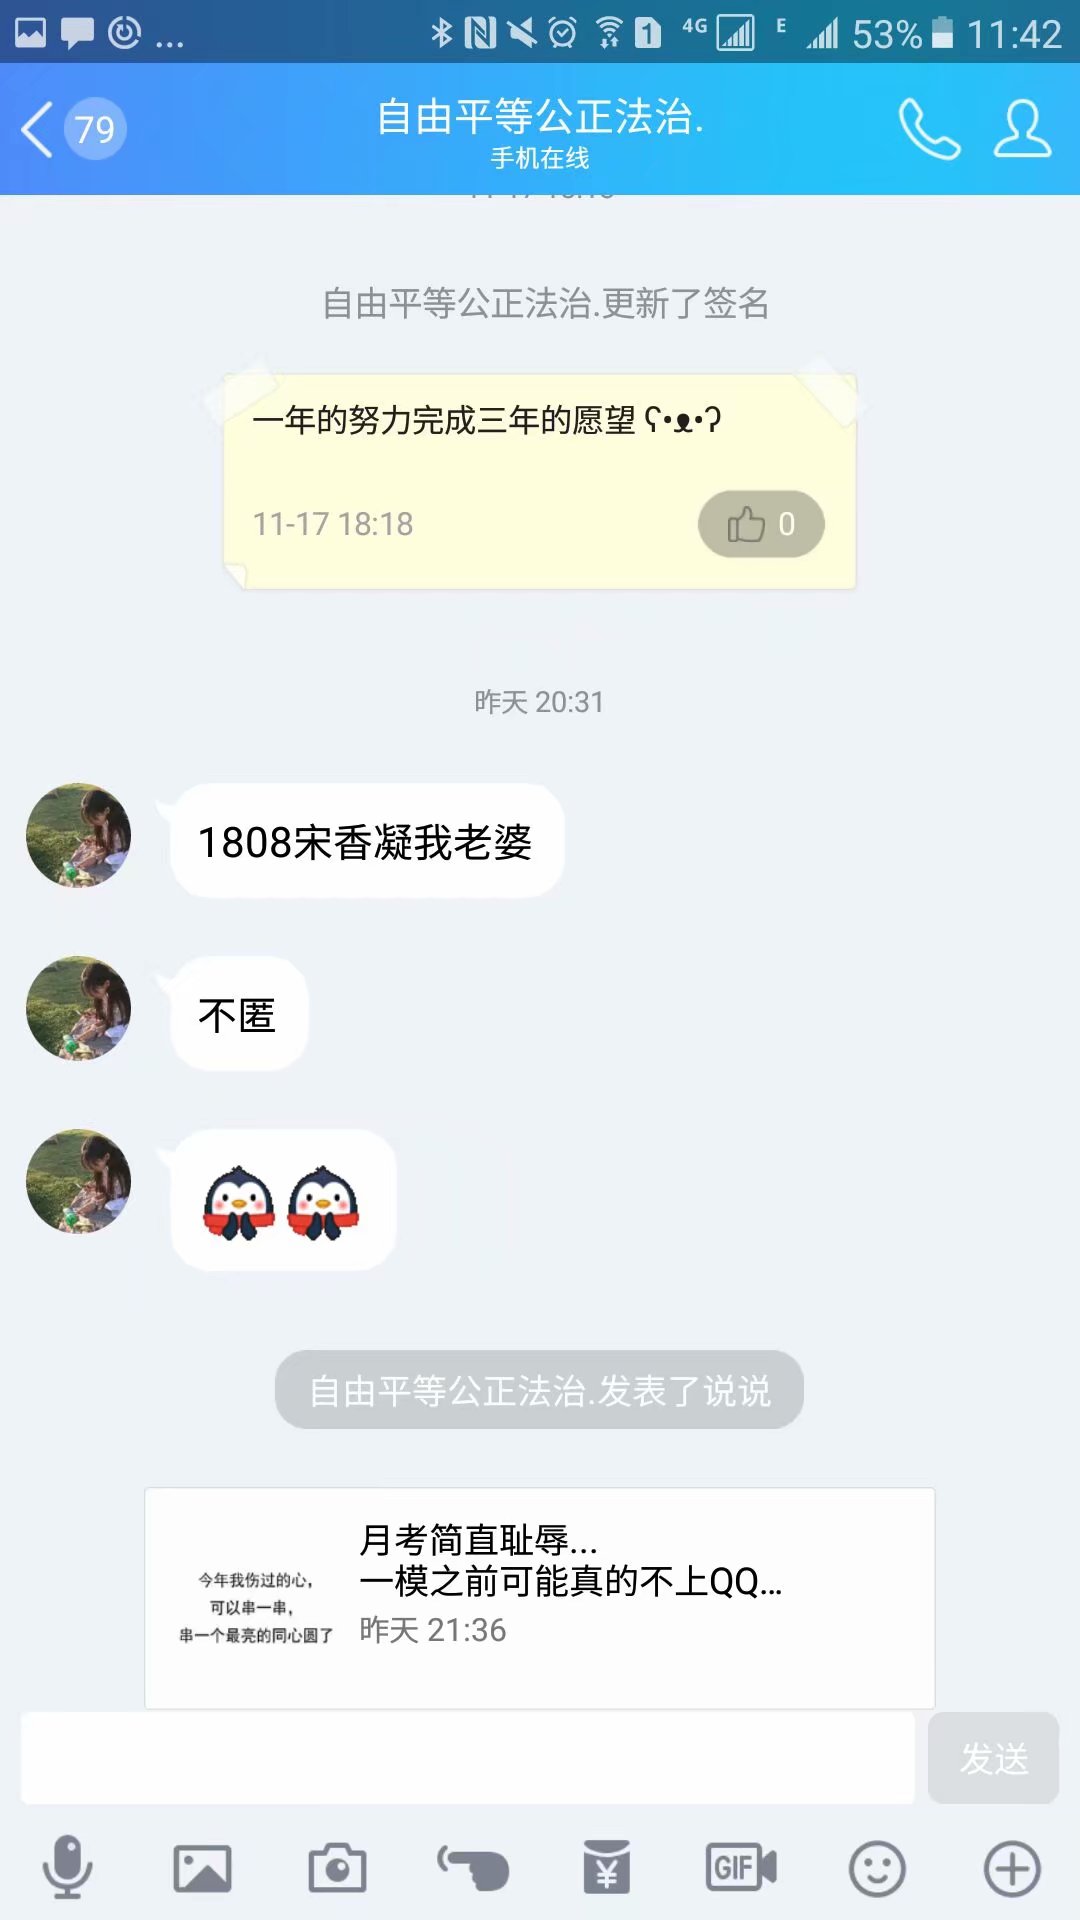 ... 1 4G E 53% 11:42
79
自由平等公正法治.
手机在线
自由平等公正法治.更新了签名
一年的努力完成三年的愿望 ʕ•ᴥ•ʔ
11-17 18:18
0
昨天 20:31
1808宋香凝我老婆
不匿
自由平等公正法治.发表了说说
今年我伤过的心，
可以串一串，
串一个最亮的同心圆了
月考简直耻辱...
一模之前可能真的不上QQ...
昨天 21:36
发送
GIF